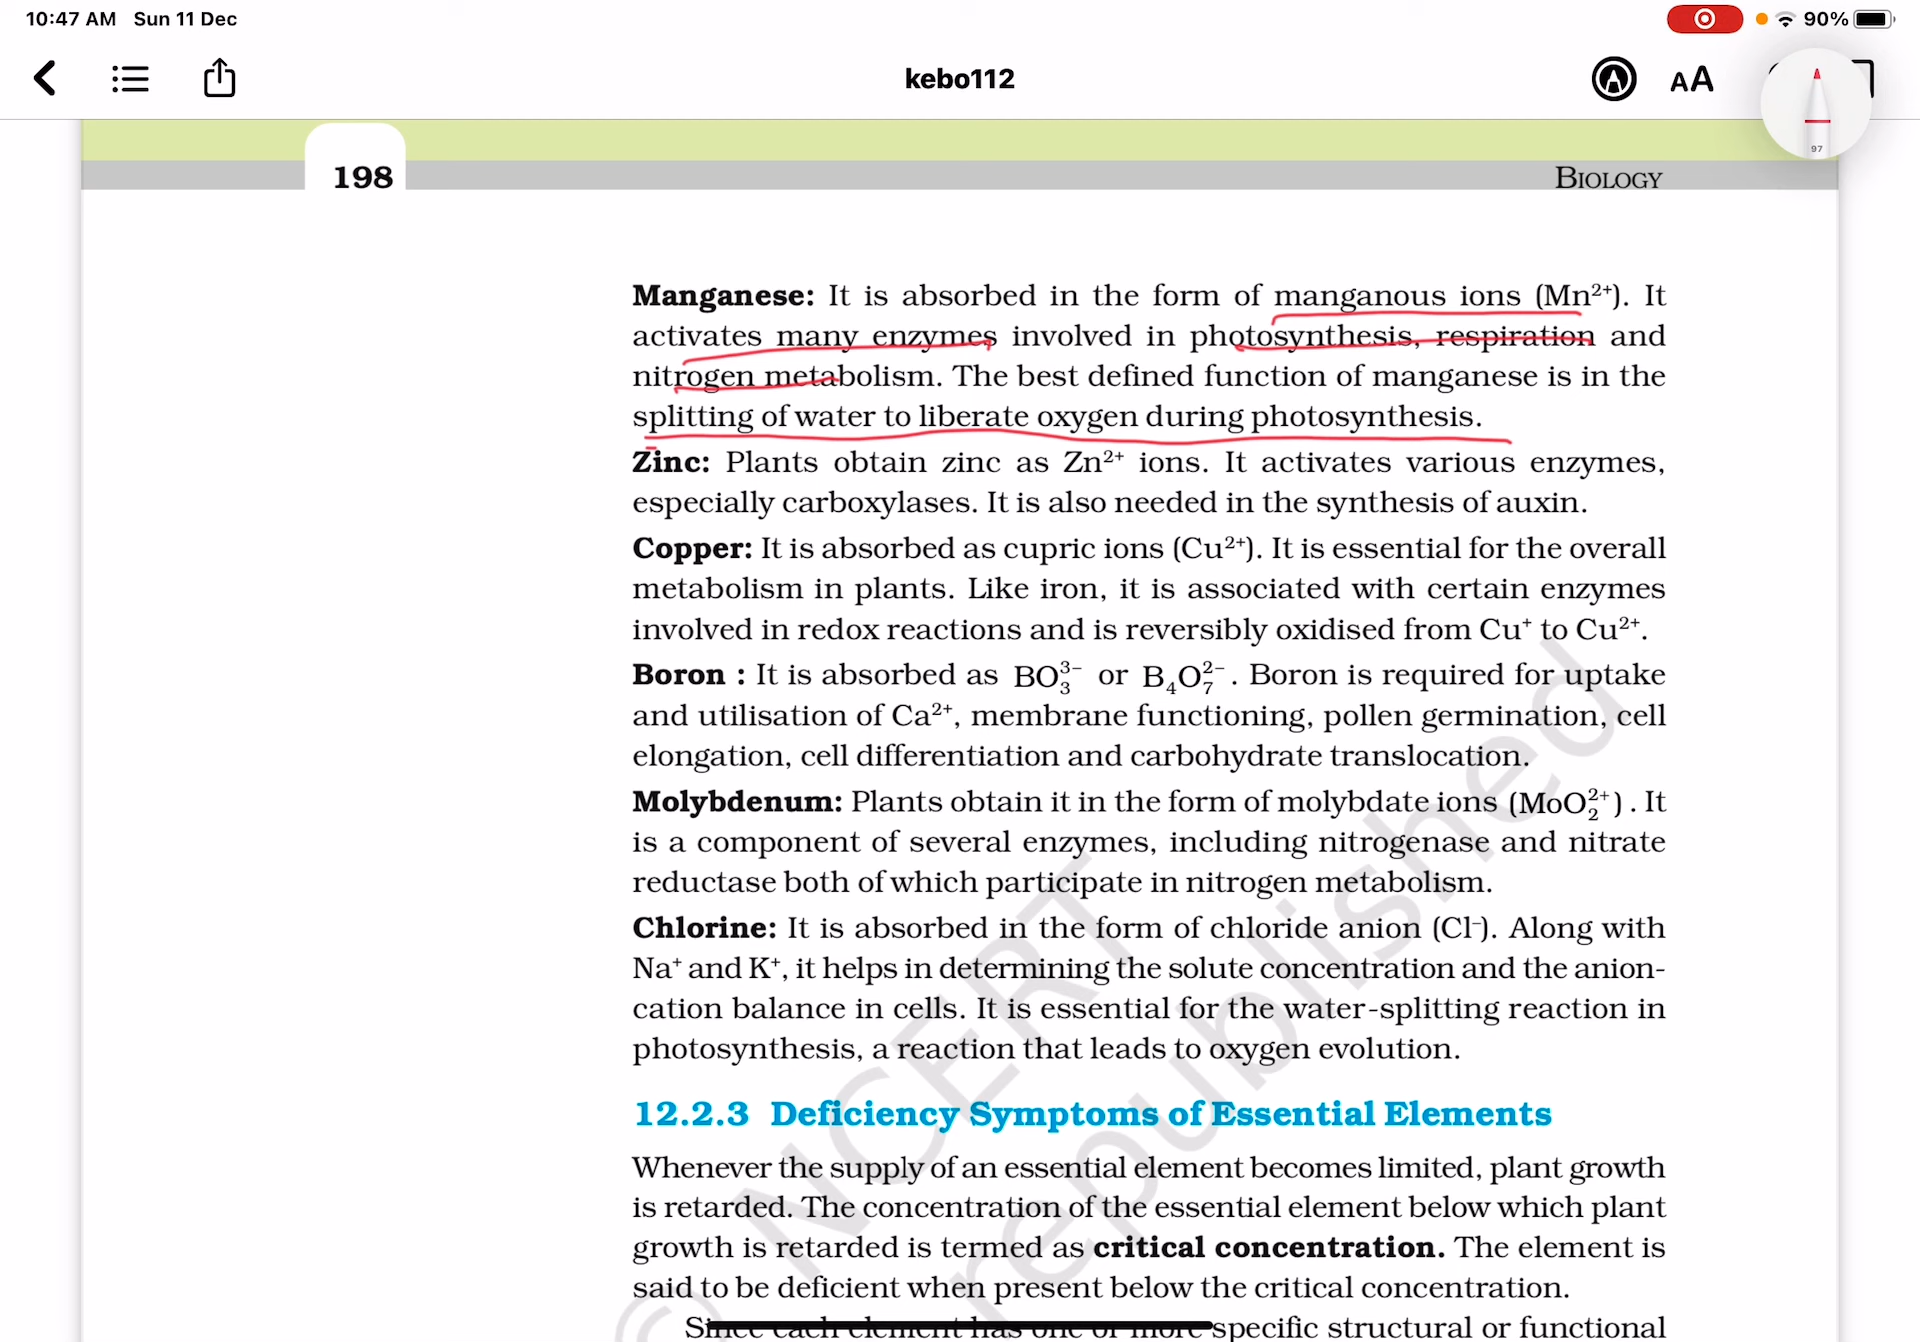 10:47 AM Sun 11 Dec
90%
kebo112
AA
97
198
BIOLOGY
Manganese: It is absorbed in the form of manganous ions (Mn²⁺). It
activates many enzymes involved in photosynthesis, respiration and
nitrogen metabolism. The best defined function of manganese is in the
splitting of water to liberate oxygen during photosynthesis.
Zinc: Plants obtain zinc as Zn²⁺ ions. It activates various enzymes,
especially carboxylases. It is also needed in the synthesis of auxin.
Copper: It is absorbed as cupric ions (Cu²⁺). It is essential for the overall
metabolism in plants. Like iron, it is associated with certain enzymes
involved in redox reactions and is reversibly oxidised from Cu⁺ to Cu²⁺.
Boron : It is absorbed as BO₃³⁻ or B₄O₇²⁻. Boron is required for uptake
and utilisation of Ca²⁺, membrane functioning, pollen germination, cell
elongation, cell differentiation and carbohydrate translocation.
Molybdenum: Plants obtain it in the form of molybdate ions (MoO₂²⁺). It
is a component of several enzymes, including nitrogenase and nitrate
reductase both of which participate in nitrogen metabolism.
Chlorine: It is absorbed in the form of chloride anion (Cl⁻). Along with
Na⁺ and K⁺, it helps in determining the solute concentration and the anion-
cation balance in cells. It is essential for the water-splitting reaction in
photosynthesis, a reaction that leads to oxygen evolution.
12.2.3 Deficiency Symptoms of Essential Elements
Whenever the supply of an essential element becomes limited, plant growth
is retarded. The concentration of the essential element below which plant
growth is retarded is termed as critical concentration. The element is
said to be deficient when present below the critical concentration.
Since each element has one or more specific structural or functional
© NCERT
republished